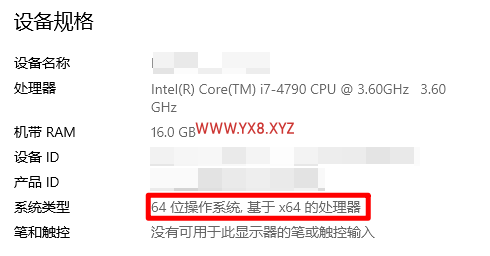 设备规格
设备名称
处理器 Intel(R) Core(TM) i7-4790 CPU @ 3.60GHz 3.60
GHz
机带 RAM 16.0 GB WWW.YX8.XYZ
设备 ID
产品 ID
系统类型 64 位操作系统, 基于 x64 的处理器
笔和触控 没有可用于此显示器的笔或触控输入